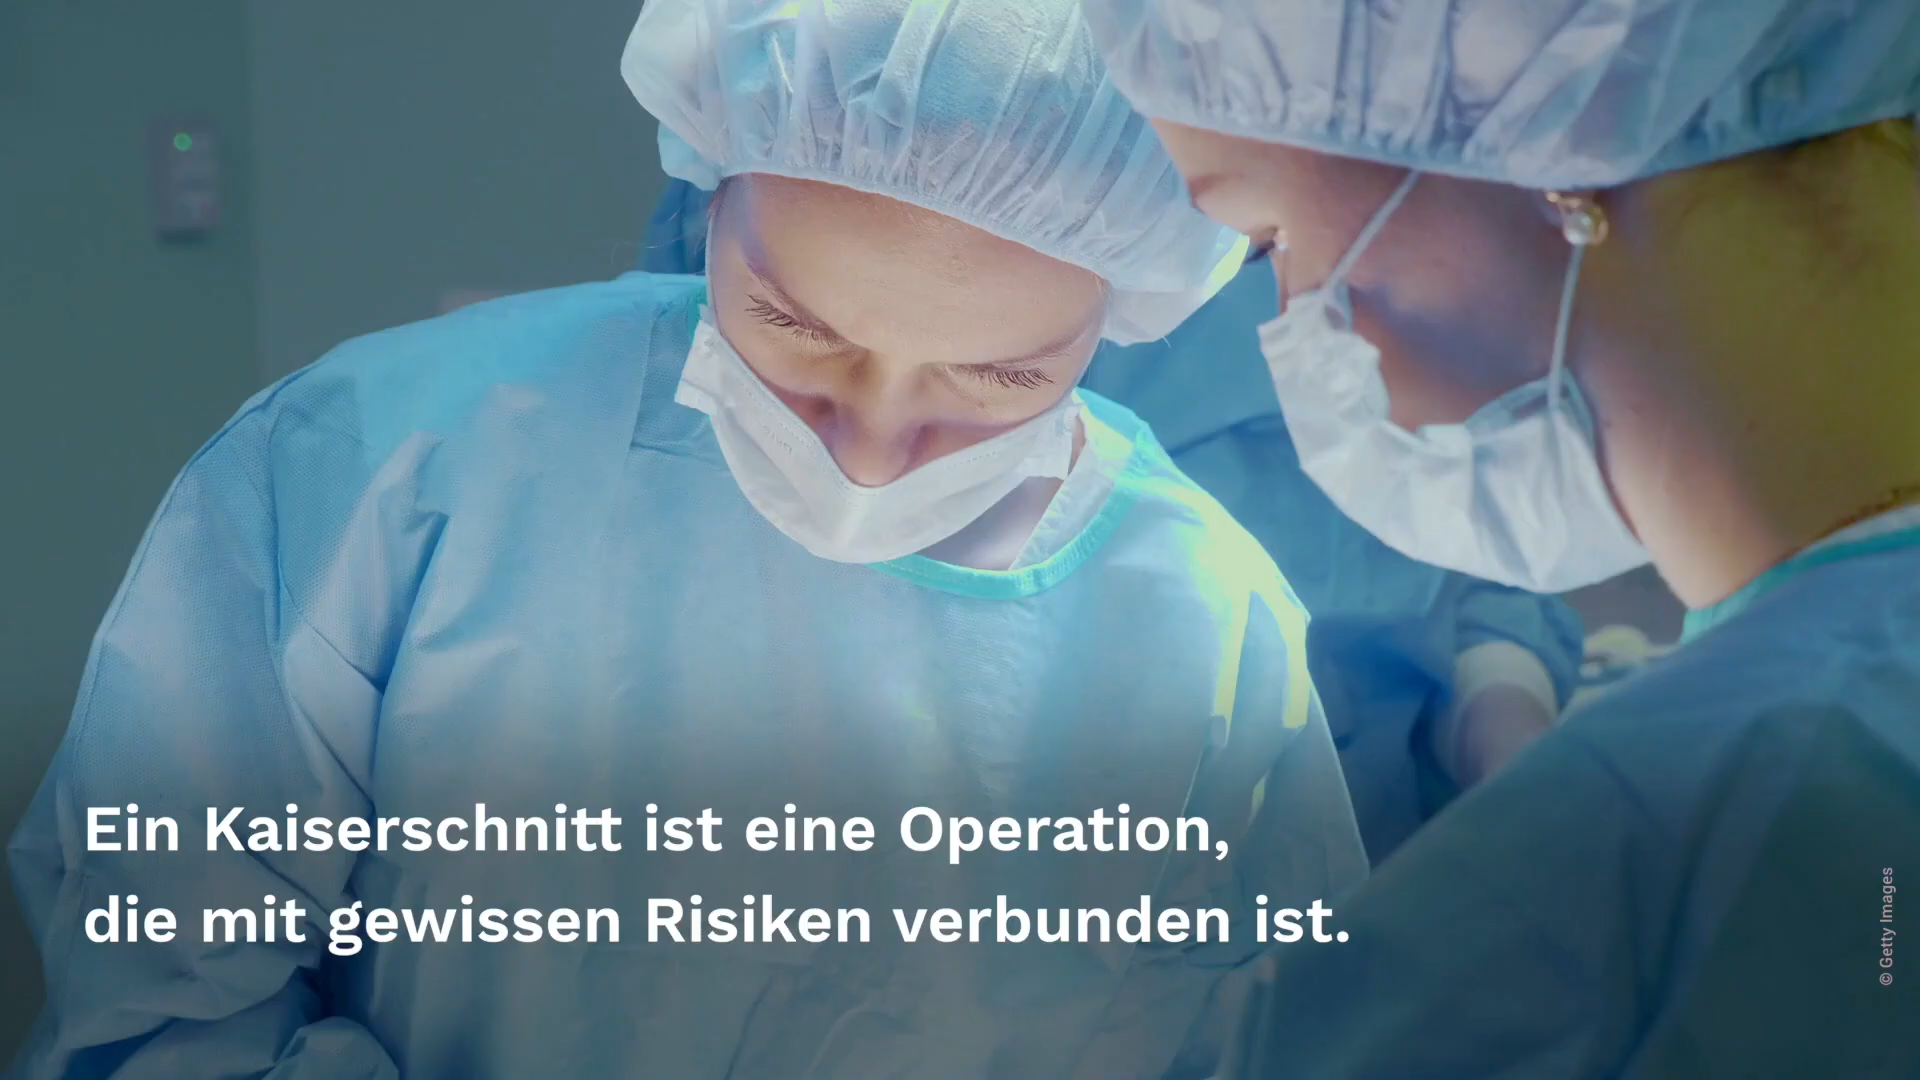 Ein Kaiserschnitt ist eine Operation,
die mit gewissen Risiken verbunden ist.
© Getty Images